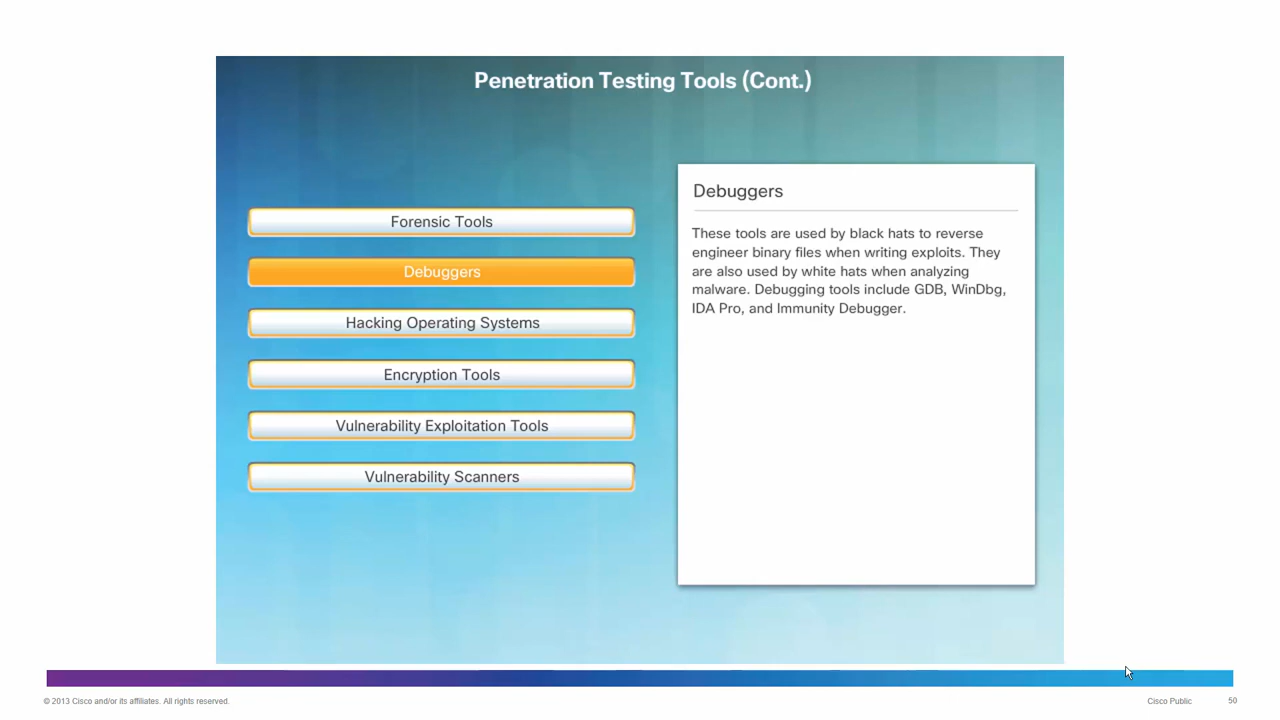 Penetration Testing Tools (Cont.)
Forensic Tools
Debuggers
Hacking Operating Systems
Encryption Tools
Vulnerability Exploitation Tools
Vulnerability Scanners
Debuggers
These tools are used by black hats to reverse
engineer binary files when writing exploits. They
are also used by white hats when analyzing
malware. Debugging tools include GDB, WinDbg,
IDA Pro, and Immunity Debugger.
© 2013 Cisco and/or its affiliates. All rights reserved.
Cisco Public
50